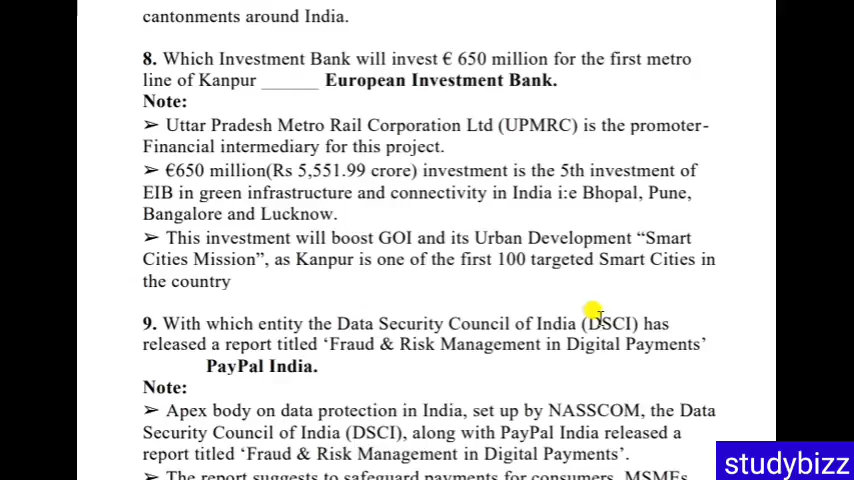 cantonments around India.
8. Which Investment Bank will invest € 650 million for the first metro
line of Kanpur ______ European Investment Bank.
Note:
➢ Uttar Pradesh Metro Rail Corporation Ltd (UPMRC) is the promoter-
Financial intermediary for this project.
➢ €650 million(Rs 5,551.99 crore) investment is the 5th investment of
EIB in green infrastructure and connectivity in India i:e Bhopal, Pune,
Bangalore and Lucknow.
➢ This investment will boost GOI and its Urban Development “Smart
Cities Mission”, as Kanpur is one of the first 100 targeted Smart Cities in
the country
9. With which entity the Data Security Council of India (DSCI) has
released a report titled ‘Fraud & Risk Management in Digital Payments’
PayPal India.
Note:
➢ Apex body on data protection in India, set up by NASSCOM, the Data
Security Council of India (DSCI), along with PayPal India released a
report titled ‘Fraud & Risk Management in Digital Payments’.
➢ The report suggests to safeguard payments for consumers, MSMEs
studybizz